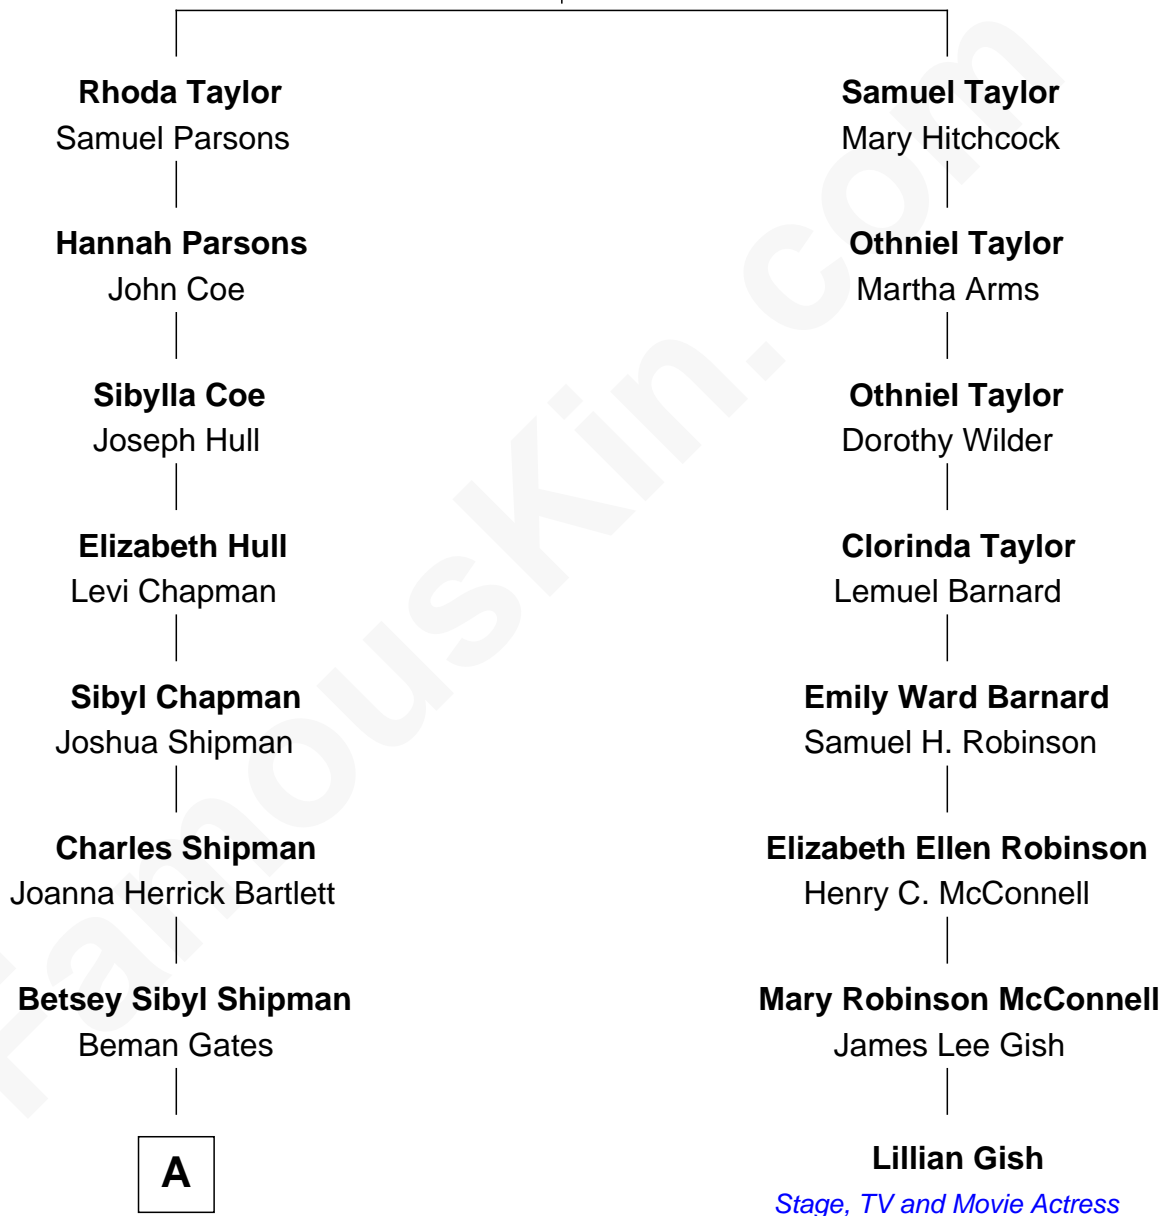 Rhoda Taylor
Samuel Parsons
Hannah Parsons
John Coe
Sibylla Coe
Joseph Hull
Elizabeth Hull
Levi Chapman
Sibyl Chapman
Joshua Shipman
Charles Shipman
Joanna Herrick Bartlett
Betsey Sibyl Shipman
Beman Gates
A
Samuel Taylor
Mary Hitchcock
Othniel Taylor
Martha Arms
Othniel Taylor
Dorothy Wilder
Clorinda Taylor
Lemuel Barnard
Emily Ward Barnard
Samuel H. Robinson
Elizabeth Ellen Robinson
Henry C. McConnell
Mary Robinson McConnell
James Lee Gish
Lillian Gish
Stage, TV and Movie Actress
FamousKin.com